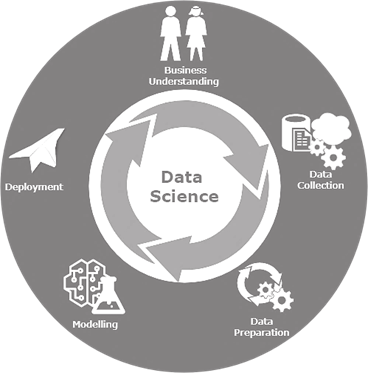 Business
Understanding
Data
Collection
Data
Preparation
Modelling
Deployment
Data
Science